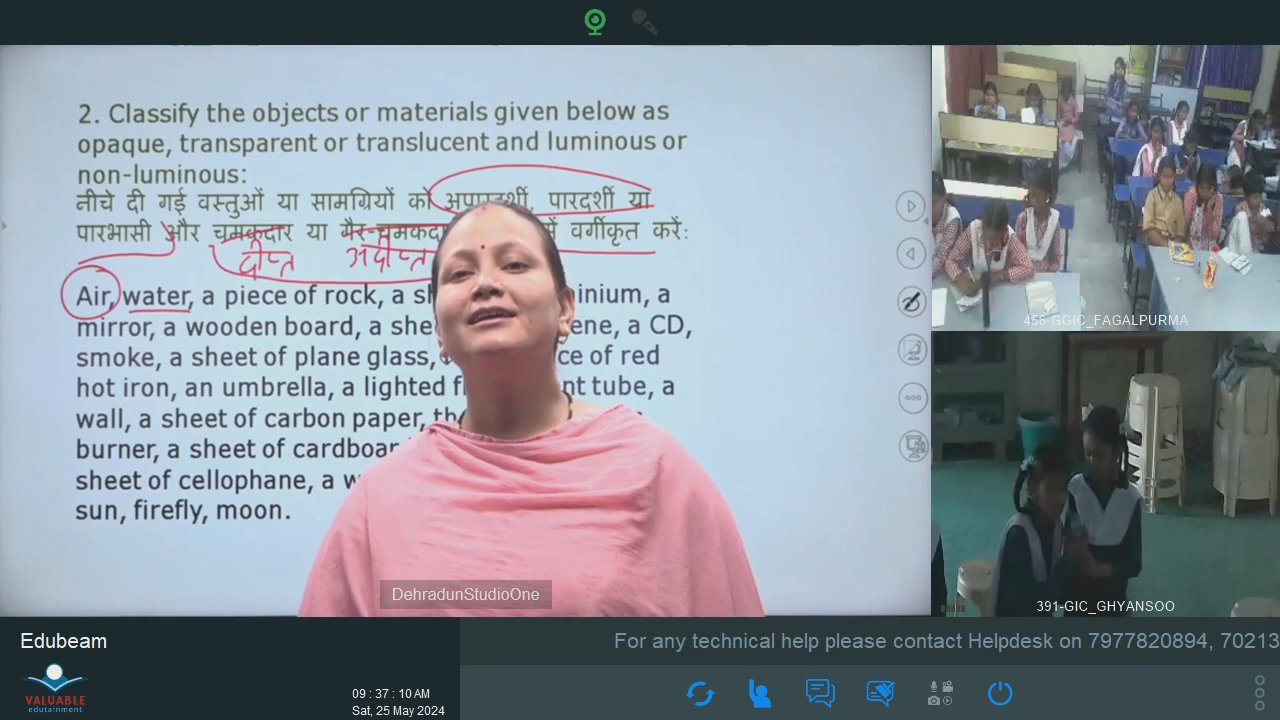 2. Classify the objects or materials given below as
opaque, transparent or translucent and luminous or
non-luminous:
नीचे दी गई वस्तुओं या सामग्रियों को अपारदर्शी, पारदर्शी या
पारभासी और चमकदार या गैर-चमकदा में वर्गीकृत करें:
दीप्त अदीप्त
Air, water, a piece of rock, a sh inium, a
mirror, a wooden board, a she ene, a CD,
smoke, a sheet of plane glass, ce of red
hot iron, an umbrella, a lighted fl nt tube, a
wall, a sheet of carbon paper, the
burner, a sheet of cardboar
sheet of cellophane, a w
sun, firefly, moon.
DehradunStudioOne
456-GGIC_FAGALPURMA
391-GIC_GHYANSOO
Edubeam
For any technical help please contact Helpdesk on 7977820894, 70213
VALUABLE
edutainment
09 : 37 : 10 AM
Sat, 25 May 2024